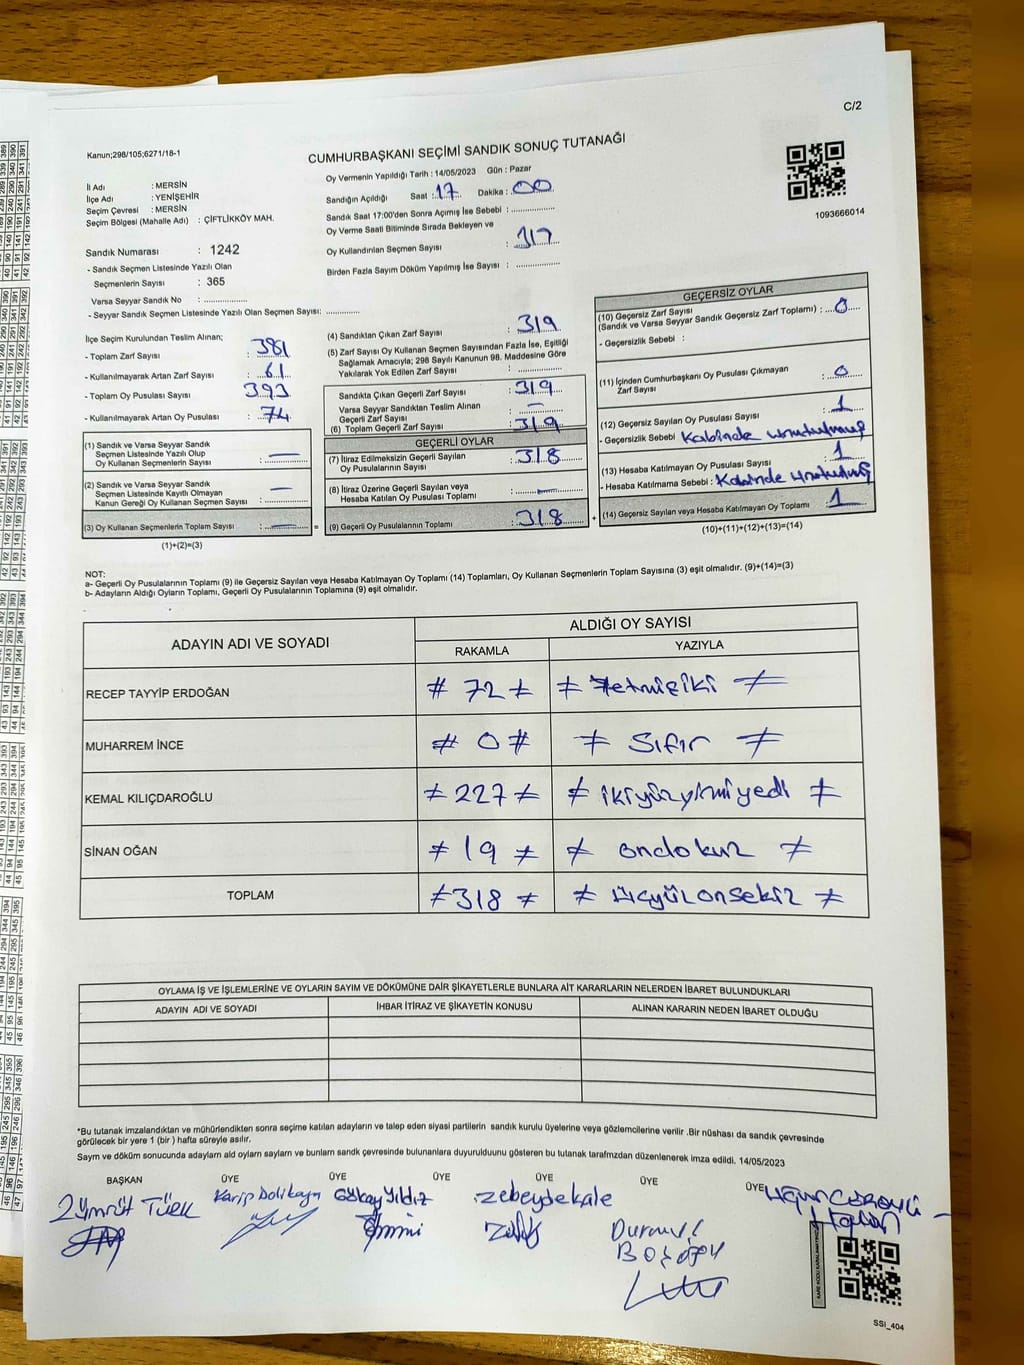 C/2
Kanun;298/105;6271/18-1
CUMHURBAŞKANI SEÇİMİ SANDIK SONUÇ TUTANAĞI
1093666014
İl Adı : MERSİN
İlçe Adı : YENİŞEHİR
Seçim Çevresi : MERSİN
Seçim Bölgesi (Mahalle Adı) : ÇİFTLİKKÖY MAH.
Sandık Numarası : 1242
- Sandık Seçmen Listesinde Yazılı Olan
Seçmenlerin Sayısı : 365
Varsa Seyyar Sandık No : ..................
- Seyyar Sandık Seçmen Listesinde Yazılı Olan Seçmen Sayısı: ..............
Oy Vermenin Yapıldığı Tarih : 14/05/2023 Gün : Pazar
Sandığın Açıldığı Saat : 17 Dakika : 00
Sandık Saat 17:00'den Sonra Açımış İse Sebebi : ..................
Oy Verme Saati Bitiminde Sırada Bekleyen ve
Oy Kullandırılan Seçmen Sayısı : 317
Birden Fazla Sayım Döküm Yapılmış İse Sayısı : ..................
İlçe Seçim Kurulundan Teslim Alınan;
- Toplam Zarf Sayısı : 381
- Kullanılmayarak Artan Zarf Sayısı : 61
- Toplam Oy Pusulası Sayısı : 393
- Kullanılmayarak Artan Oy Pusulası : 74
(1) Sandık ve Varsa Seyyar Sandık
Seçmen Listesinde Yazılı Olup
Oy Kullanan Seçmenlerin Sayısı : —
(2) Sandık ve Varsa Seyyar Sandık
Seçmen Listesinde Kayıtlı Olmayan
Kanun Gereği Oy Kullanan Seçmen Sayısı : —
(3) Oy Kullanan Seçmenlerin Toplam Sayısı : — =
(1)+(2)=(3)
(4) Sandıktan Çıkan Zarf Sayısı : 319
(5) Zarf Sayısı Oy Kullanan Seçmen Sayısından Fazla İse, Eşitliği
Sağlamak Amacıyla; 298 Sayılı Kanunun 98. Maddesine Göre
Yakılarak Yok Edilen Zarf Sayısı : ..................
Sandıkta Çıkan Geçerli Zarf Sayısı : 319
Varsa Seyyar Sandıktan Teslim Alınan
Geçerli Zarf Sayısı : —
(6) Toplam Geçerli Zarf Sayısı : 319
GEÇERLİ OYLAR
(7) İtiraz Edilmeksizin Geçerli Sayılan
Oy Pusulalarının Sayısı : 318
(8) İtiraz Üzerine Geçerli Sayılan veya
Hesaba Katılan Oy Pusulası Toplamı : —
(9) Geçerli Oy Pusulalarının Toplamı : 318 +
GEÇERSİZ OYLAR
(10) Geçersiz Zarf Sayısı
(Sandık ve Varsa Seyyar Sandık Geçersiz Zarf Toplamı) : 0
- Geçersizlik Sebebi :
(11) İçinden Cumhurbaşkanı Oy Pusulası Çıkmayan
Zarf Sayısı : 0
(12) Geçersiz Sayılan Oy Pusulası Sayısı : 1
- Geçersizlik Sebebi : Kabinde unutulmuş
(13) Hesaba Katılmayan Oy Pusulası Sayısı : 1
- Hesaba Katılmama Sebebi : Kabinde unutulmuş
(14) Geçersiz Sayılan veya Hesaba Katılmayan Oy Toplamı : 1
(10)+(11)+(12)+(13)=(14)
NOT:
a- Geçerli Oy Pusulalarının Toplamı (9) ile Geçersiz Sayılan veya Hesaba Katılmayan Oy Toplamı (14) Toplamları, Oy Kullanan Seçmenlerin Toplam Sayısına (3) eşit olmalıdır. (9)+(14)=(3)
b- Adayların Aldığı Oyların Toplamı, Geçerli Oy Pusulalarının Toplamına (9) eşit olmalıdır.
ADAYIN ADI VE SOYADI ALDIĞI OY SAYISI
RAKAMLA YAZIYLA
RECEP TAYYİP ERDOĞAN # 72 ≠ ≠ Yetmişiki ≠
MUHARREM İNCE # 0 # ≠ Sıfır ≠
KEMAL KILIÇDAROĞLU ≠ 227 ≠ ≠ ikiyüzyirmiyedi ≠
SİNAN OĞAN ≠ 19 ≠ ≠ ondokuz ≠
TOPLAM ≠ 318 ≠ ≠ üçyüzonsekiz ≠
OYLAMA İŞ VE İŞLEMLERİNE VE OYLARIN SAYIM VE DÖKÜMÜNE DAİR ŞİKAYETLERLE BUNLARA AİT KARARLARIN NELERDEN İBARET BULUNDUKLARI
ADAYIN ADI VE SOYADI İHBAR İTİRAZ VE ŞİKAYETİN KONUSU ALINAN KARARIN NEDEN İBARET OLDUĞU
*Bu tutanak imzalandıktan ve mühürlendikten sonra seçime katılan adayların ve talep eden siyasi partilerin sandık kurulu üyelerine veya gözlemcilerine verilir .Bir nüshası da sandık çevresinde
görülecek bir yere 1 (bir ) hafta süreyle asılır.
Sayım ve döküm sonucunda adayların aldı oyların sayların ve bunların sandk çevresinde bulunanlara duyurulduunu gösteren bu tutanak tarafmzdan düzenlenerek imza edildi. 14/05/2023
BAŞKAN ÜYE ÜYE ÜYE ÜYE ÜYE ÜYE
Zümrüt Türk Gökay Yıldız Zebeyde Kale
SSI_404